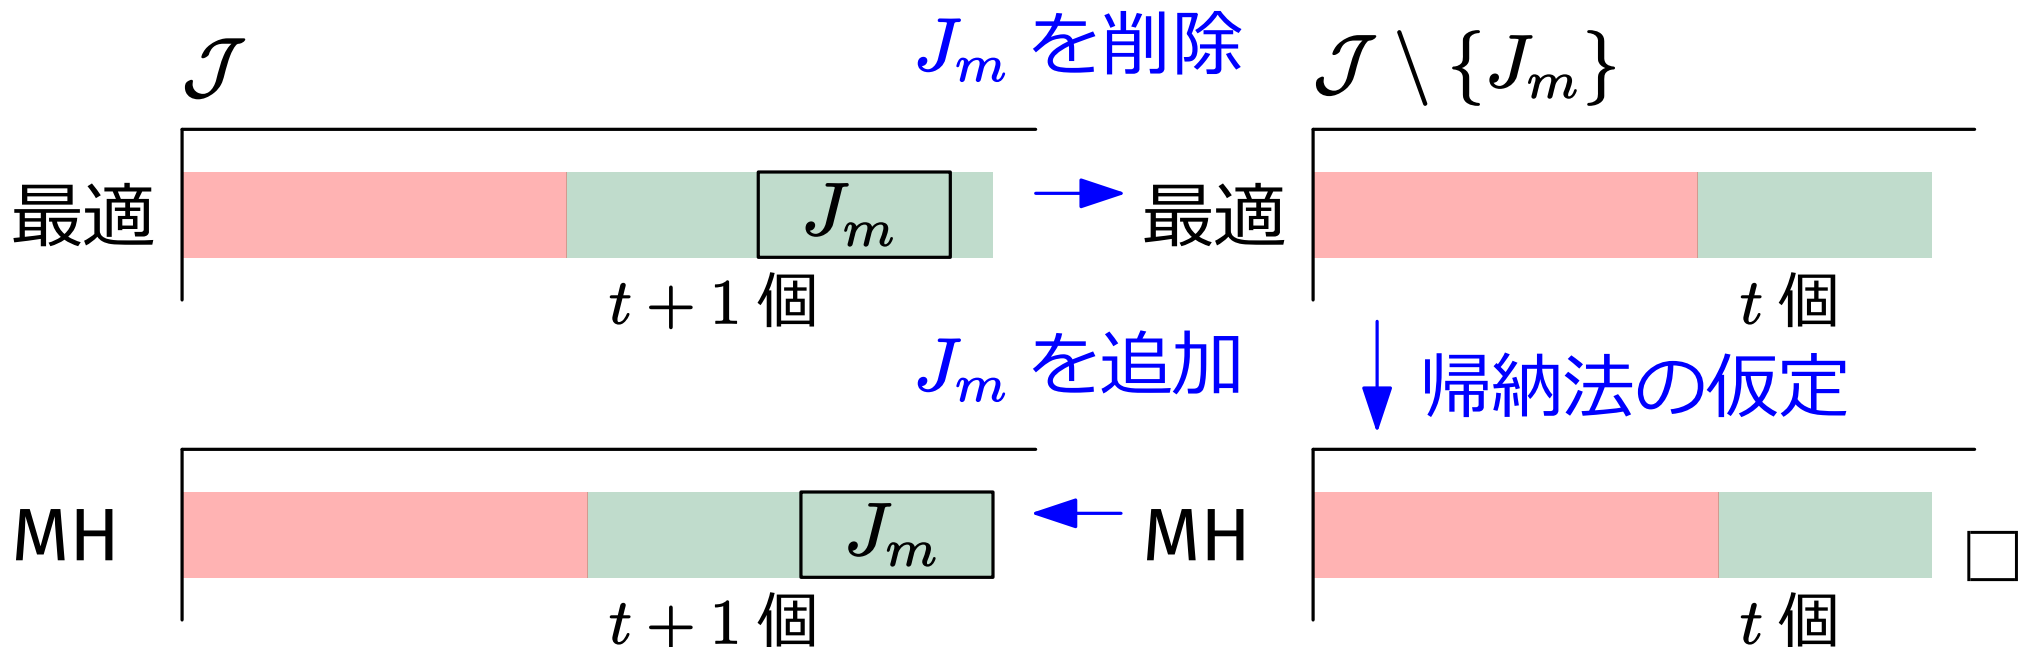 𝒥
J_m を削除
𝒥 \ {J_m}
最適
J_m
最適
t + 1 個
t 個
J_m を追加
帰納法の仮定
MH
J_m
MH
□
t + 1 個
t 個